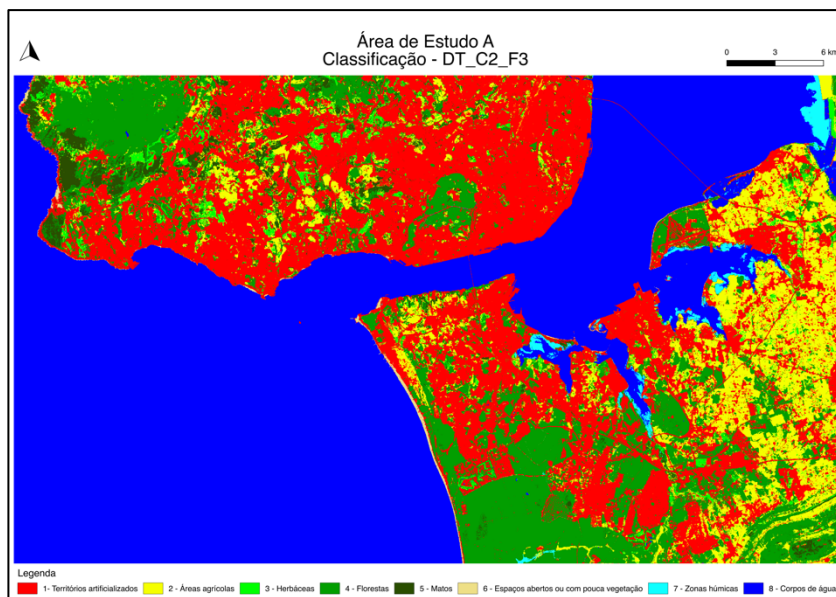 Área de Estudo A
Classificação - DT_C2_F3
0 3 6 km
Legenda
1- Territórios artificializados 2 - Áreas agrícolas 3 - Herbáceas 4 - Florestas 5 - Matos 6 - Espaços abertos ou com pouca vegetação 7 - Zonas húmicas 8 - Corpos de água